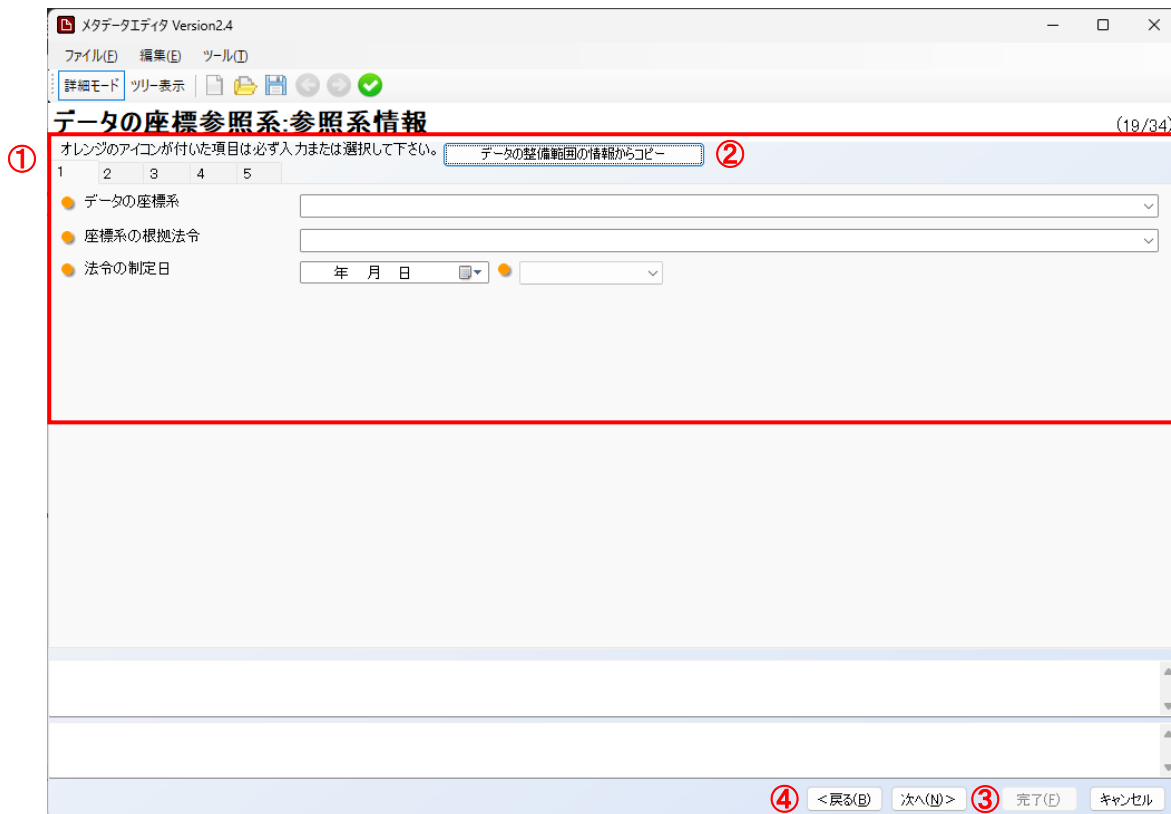 メタデータエディタ Version2.4
ファイル(F) 編集(E) ツール(T)
詳細モード ツリー表示
データの座標参照系:参照系情報
(19/34)
①
オレンジのアイコンが付いた項目は必ず入力または選択して下さい。 データの整備範囲の情報からコピー ②
1 2 3 4 5
データの座標系
座標系の根拠法令
法令の制定日 年 月 日
④ <戻る(B) 次へ(N)> ③ 完了(F) キャンセル